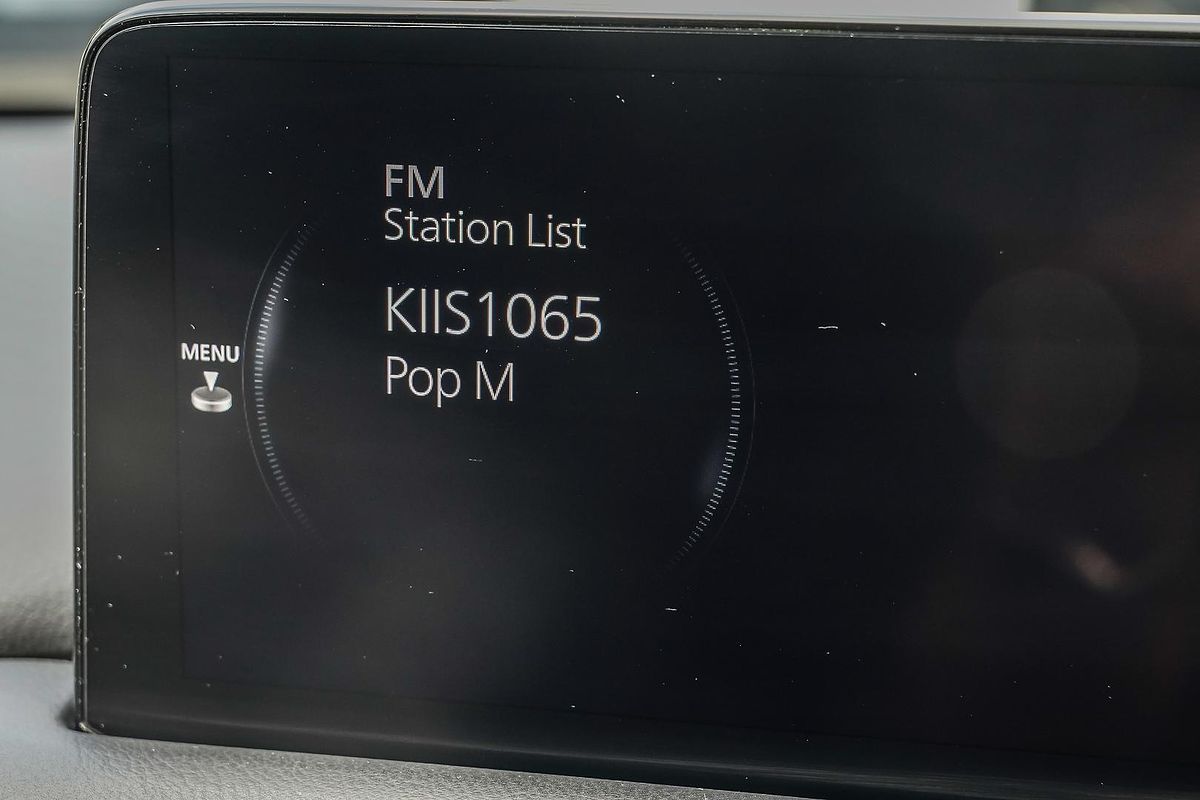 FM
Station List
KIIS1065
Pop M
MENU